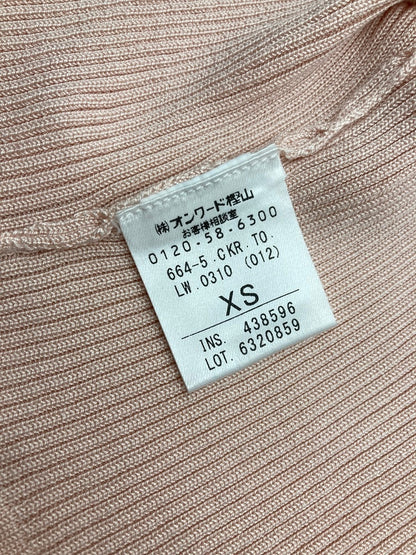 ㈱オンワード樫山
お客様相談室
0120-58-6300
664-5.CKR.TO.
LW.0310 (012)
XS
INS. 438596
LOT. 6320859